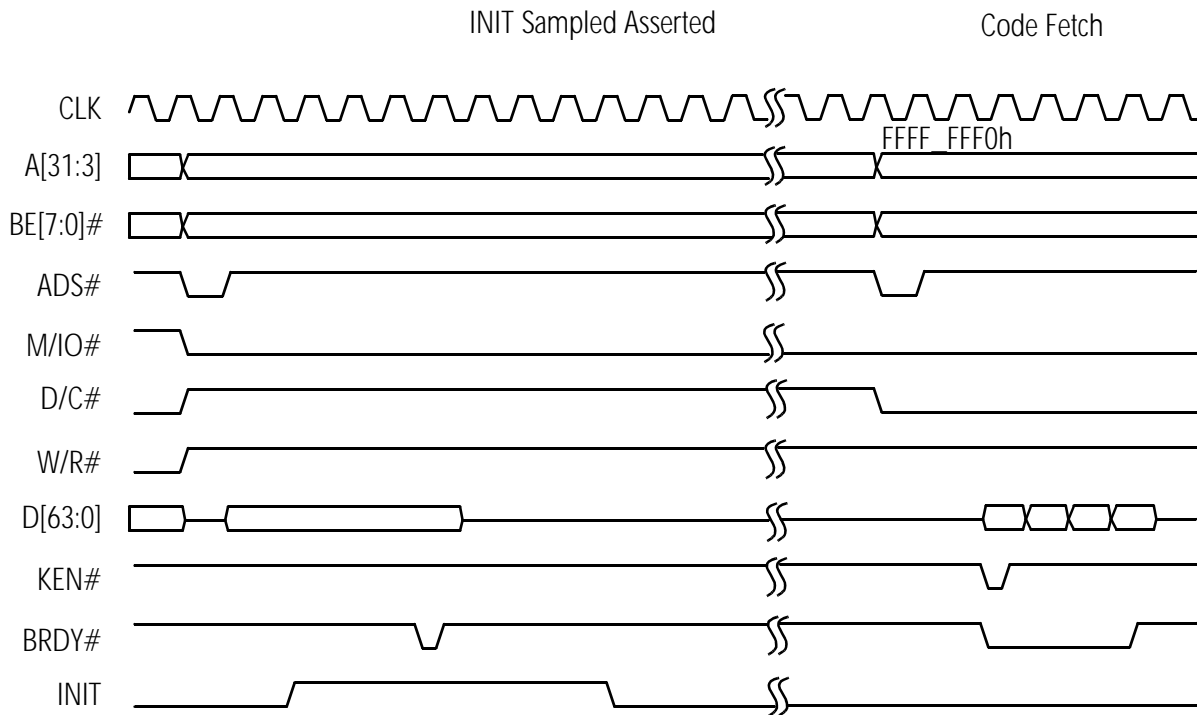 INIT Sampled Asserted
Code Fetch
CLK
FFFF_FFF0h
A[31:3]
BE[7:0]#
ADS#
M/IO#
D/C#
W/R#
D[63:0]
KEN#
BRDY#
INIT